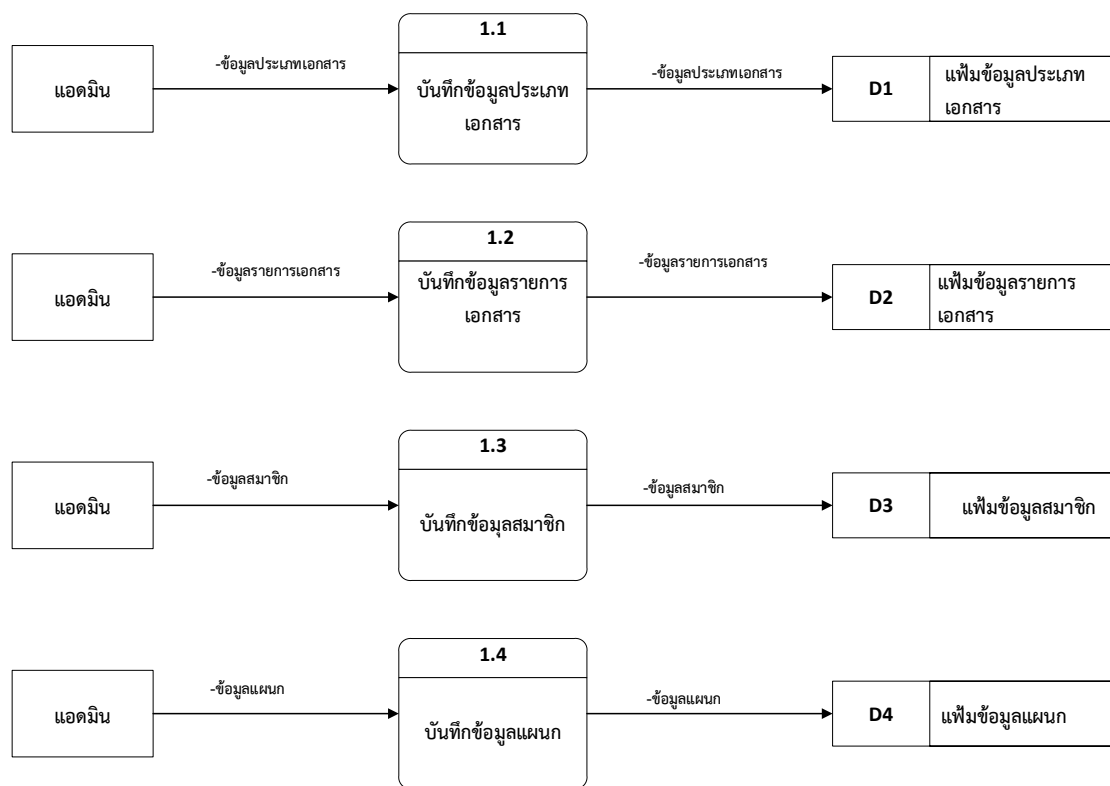 1.1
-ข้อมูลประเภทเอกสาร
-ข้อมูลประเภทเอกสาร
แอดมิน
บันทึกข้อมูลประเภท
เอกสาร
D1
แฟ้มข้อมูลประเภท
เอกสาร
1.2
-ข้อมูลรายการเอกสาร
-ข้อมูลรายการเอกสาร
แอดมิน
บันทึกข้อมูลรายการ
เอกสาร
D2
แฟ้มข้อมูลรายการ
เอกสาร
1.3
-ข้อมูลสมาชิก
-ข้อมูลสมาชิก
แอดมิน
บันทึกข้อมุลสมาชิก
D3
แฟ้มข้อมูลสมาชิก
1.4
-ข้อมูลแผนก
-ข้อมูลแผนก
แอดมิน
บันทึกข้อมูลแผนก
D4
แฟ้มข้อมูลแผนก